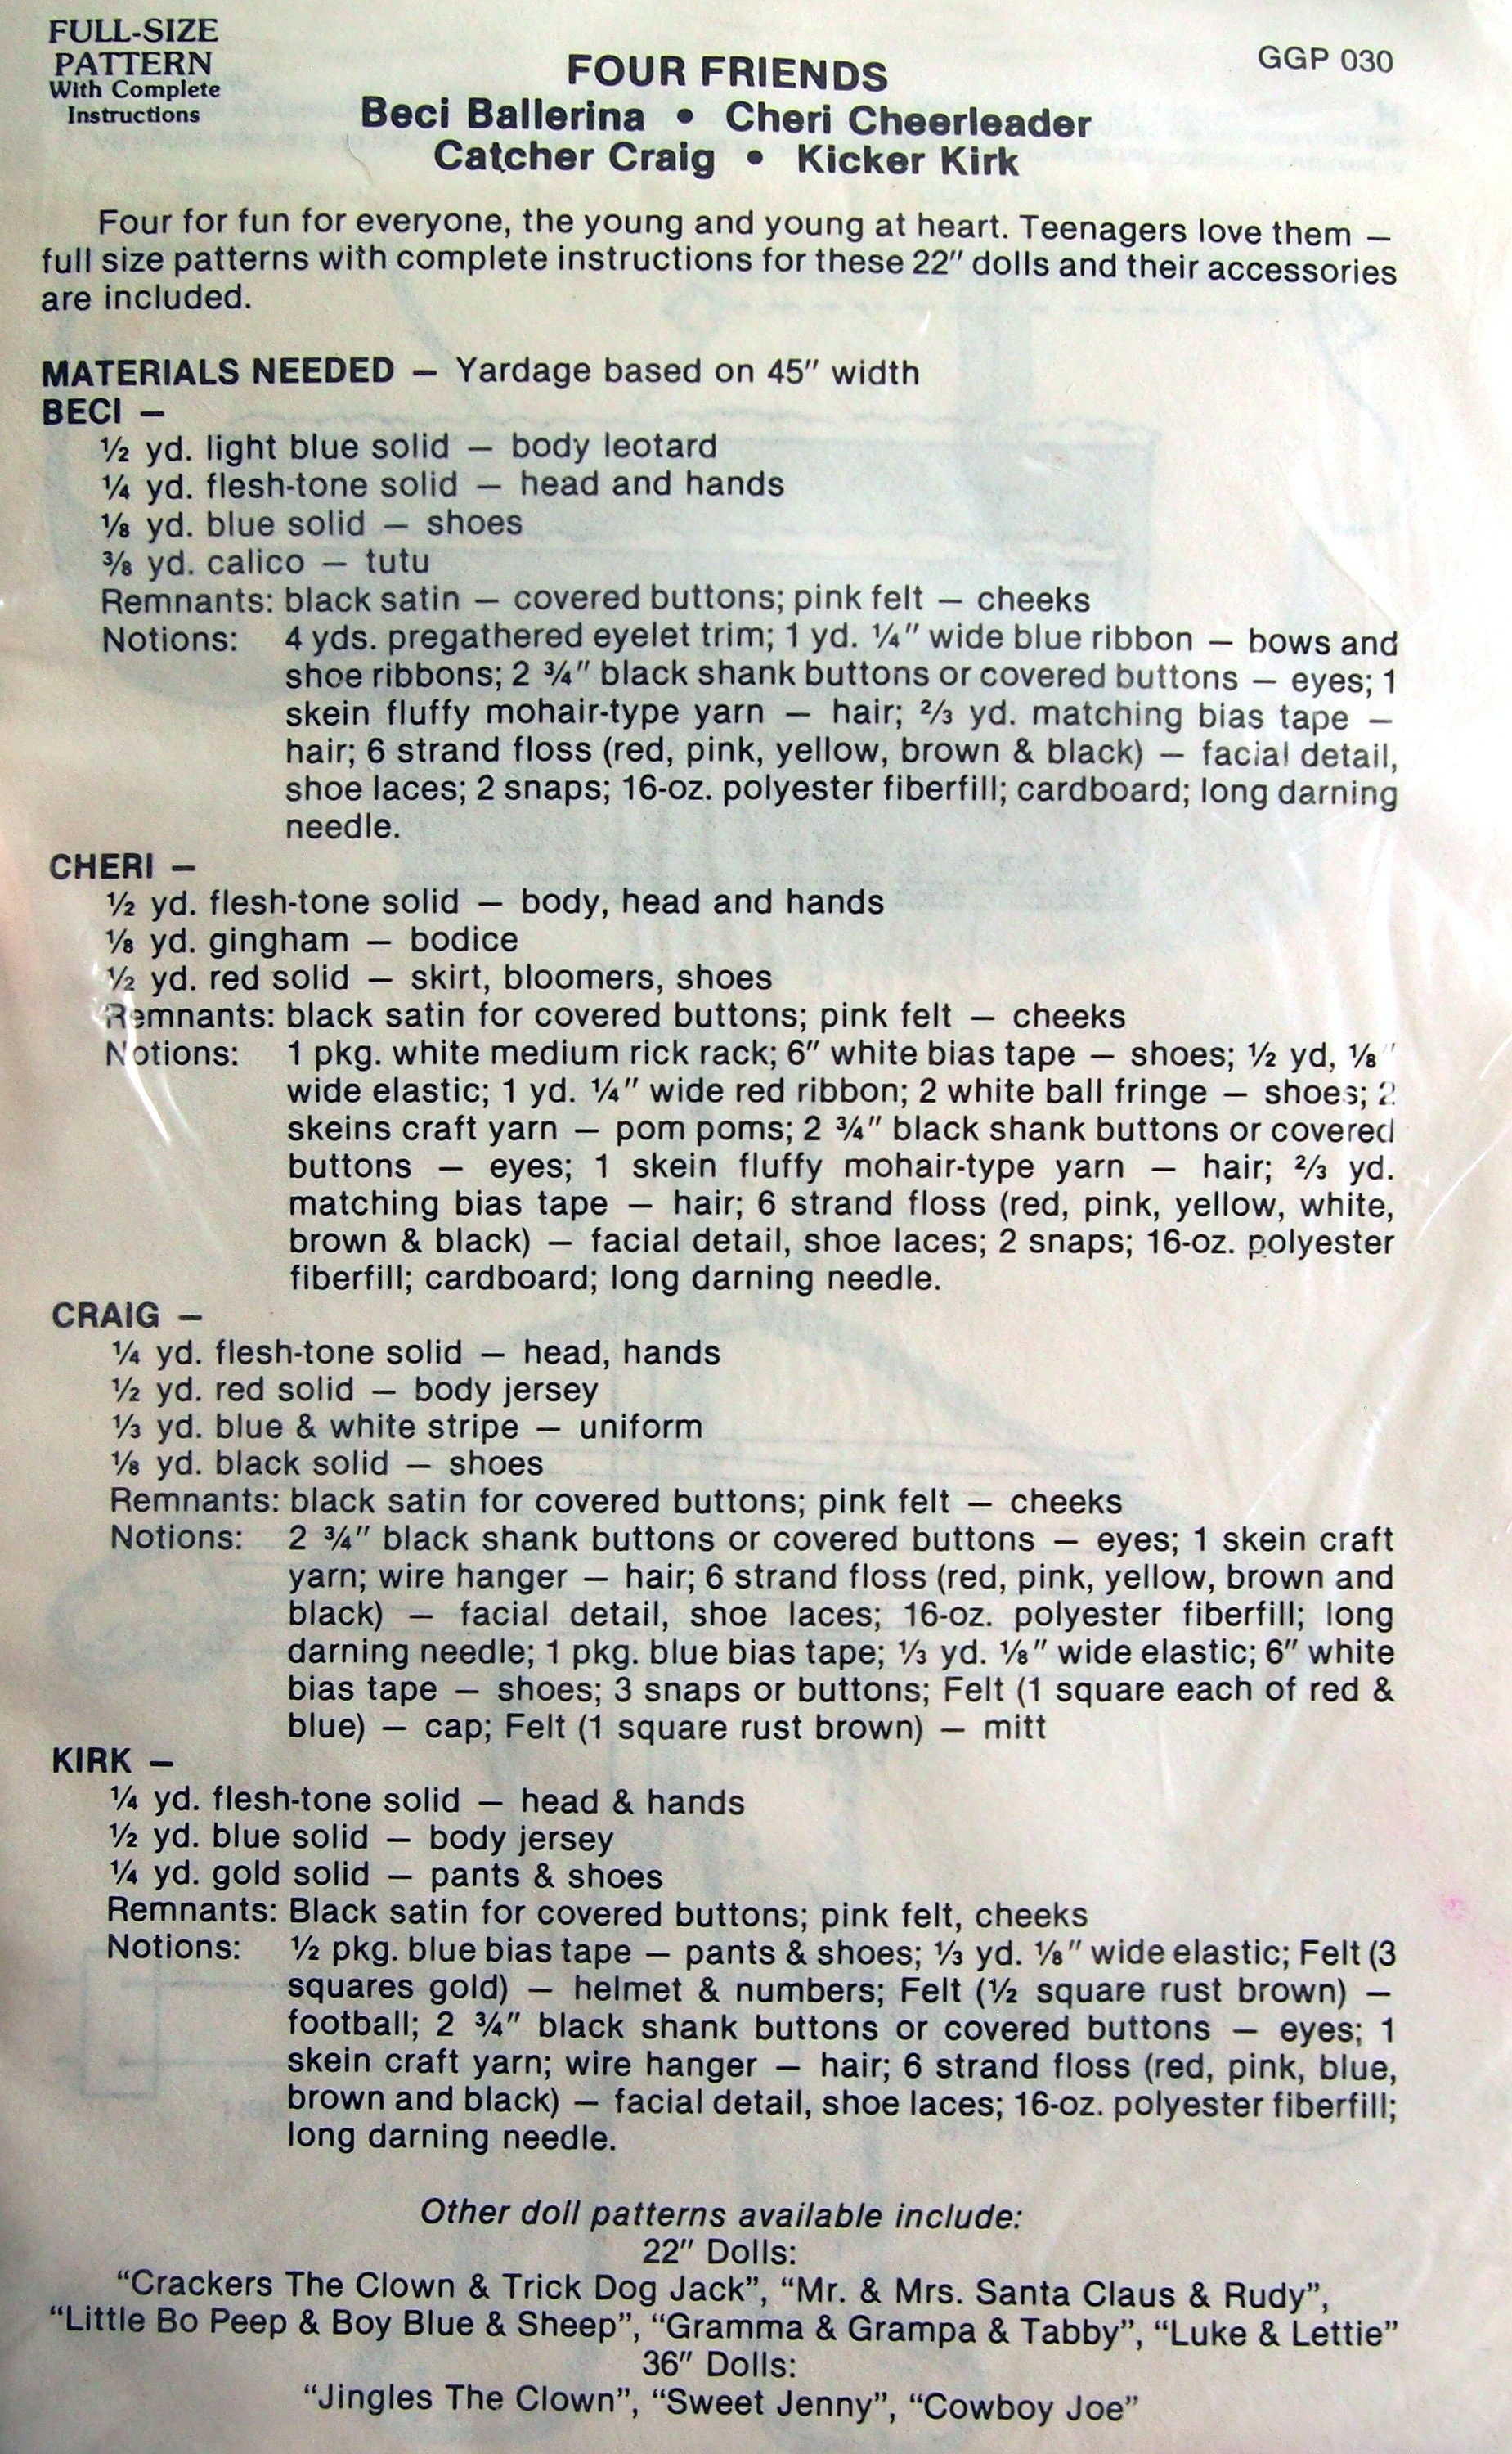 FULL-SIZE
PATTERN
With Complete
Instructions
GGP 030
FOUR FRIENDS
Beci Ballerina • Cheri Cheerleader
Catcher Craig • Kicker Kirk
Four for fun for everyone, the young and young at heart. Teenagers love them —
full size patterns with complete instructions for these 22″ dolls and their accessories
are included.
MATERIALS NEEDED — Yardage based on 45″ width
BECI —
½ yd. light blue solid — body leotard
¼ yd. flesh-tone solid — head and hands
⅛ yd. blue solid — shoes
⅜ yd. calico — tutu
Remnants: black satin — covered buttons; pink felt — cheeks
Notions: 4 yds. pregathered eyelet trim; 1 yd. ¼″ wide blue ribbon — bows and
shoe ribbons; 2 ¾″ black shank buttons or covered buttons — eyes; 1
skein fluffy mohair-type yarn — hair; ⅔ yd. matching bias tape —
hair; 6 strand floss (red, pink, yellow, brown & black) — facial detail,
shoe laces; 2 snaps; 16-oz. polyester fiberfill; cardboard; long darning
needle.
CHERI —
½ yd. flesh-tone solid — body, head and hands
⅛ yd. gingham — bodice
½ yd. red solid — skirt, bloomers, shoes
Remnants: black satin for covered buttons; pink felt — cheeks
Notions: 1 pkg. white medium rick rack; 6″ white bias tape — shoes; ½ yd, ⅛″
wide elastic; 1 yd. ¼″ wide red ribbon; 2 white ball fringe — shoes; 2
skeins craft yarn — pom poms; 2 ¾″ black shank buttons or covered
buttons — eyes; 1 skein fluffy mohair-type yarn — hair; ⅔ yd.
matching bias tape — hair; 6 strand floss (red, pink, yellow, white,
brown & black) — facial detail, shoe laces; 2 snaps; 16-oz. polyester
fiberfill; cardboard; long darning needle.
CRAIG —
¼ yd. flesh-tone solid — head, hands
½ yd. red solid — body jersey
⅓ yd. blue & white stripe — uniform
⅛ yd. black solid — shoes
Remnants: black satin for covered buttons; pink felt — cheeks
Notions: 2 ¾″ black shank buttons or covered buttons — eyes; 1 skein craft
yarn; wire hanger — hair; 6 strand floss (red, pink, yellow, brown and
black) — facial detail, shoe laces; 16-oz. polyester fiberfill; long
darning needle; 1 pkg. blue bias tape; ⅓ yd. ⅛″ wide elastic; 6″ white
bias tape — shoes; 3 snaps or buttons; Felt (1 square each of red &
blue) — cap; Felt (1 square rust brown) — mitt
KIRK —
¼ yd. flesh-tone solid — head & hands
½ yd. blue solid — body jersey
¼ yd. gold solid — pants & shoes
Remnants: Black satin for covered buttons; pink felt, cheeks
Notions: ½ pkg. blue bias tape — pants & shoes; ⅓ yd. ⅛″ wide elastic; Felt (3
squares gold) — helmet & numbers; Felt (½ square rust brown) —
football; 2 ¾″ black shank buttons or covered buttons — eyes; 1
skein craft yarn; wire hanger — hair; 6 strand floss (red, pink, blue,
brown and black) — facial detail, shoe laces; 16-oz. polyester fiberfill;
long darning needle.
Other doll patterns available include:
22″ Dolls:
“Crackers The Clown & Trick Dog Jack”, “Mr. & Mrs. Santa Claus & Rudy”,
“Little Bo Peep & Boy Blue & Sheep”, “Gramma & Grampa & Tabby”, “Luke & Lettie”
36″ Dolls:
“Jingles The Clown”, “Sweet Jenny”, “Cowboy Joe”